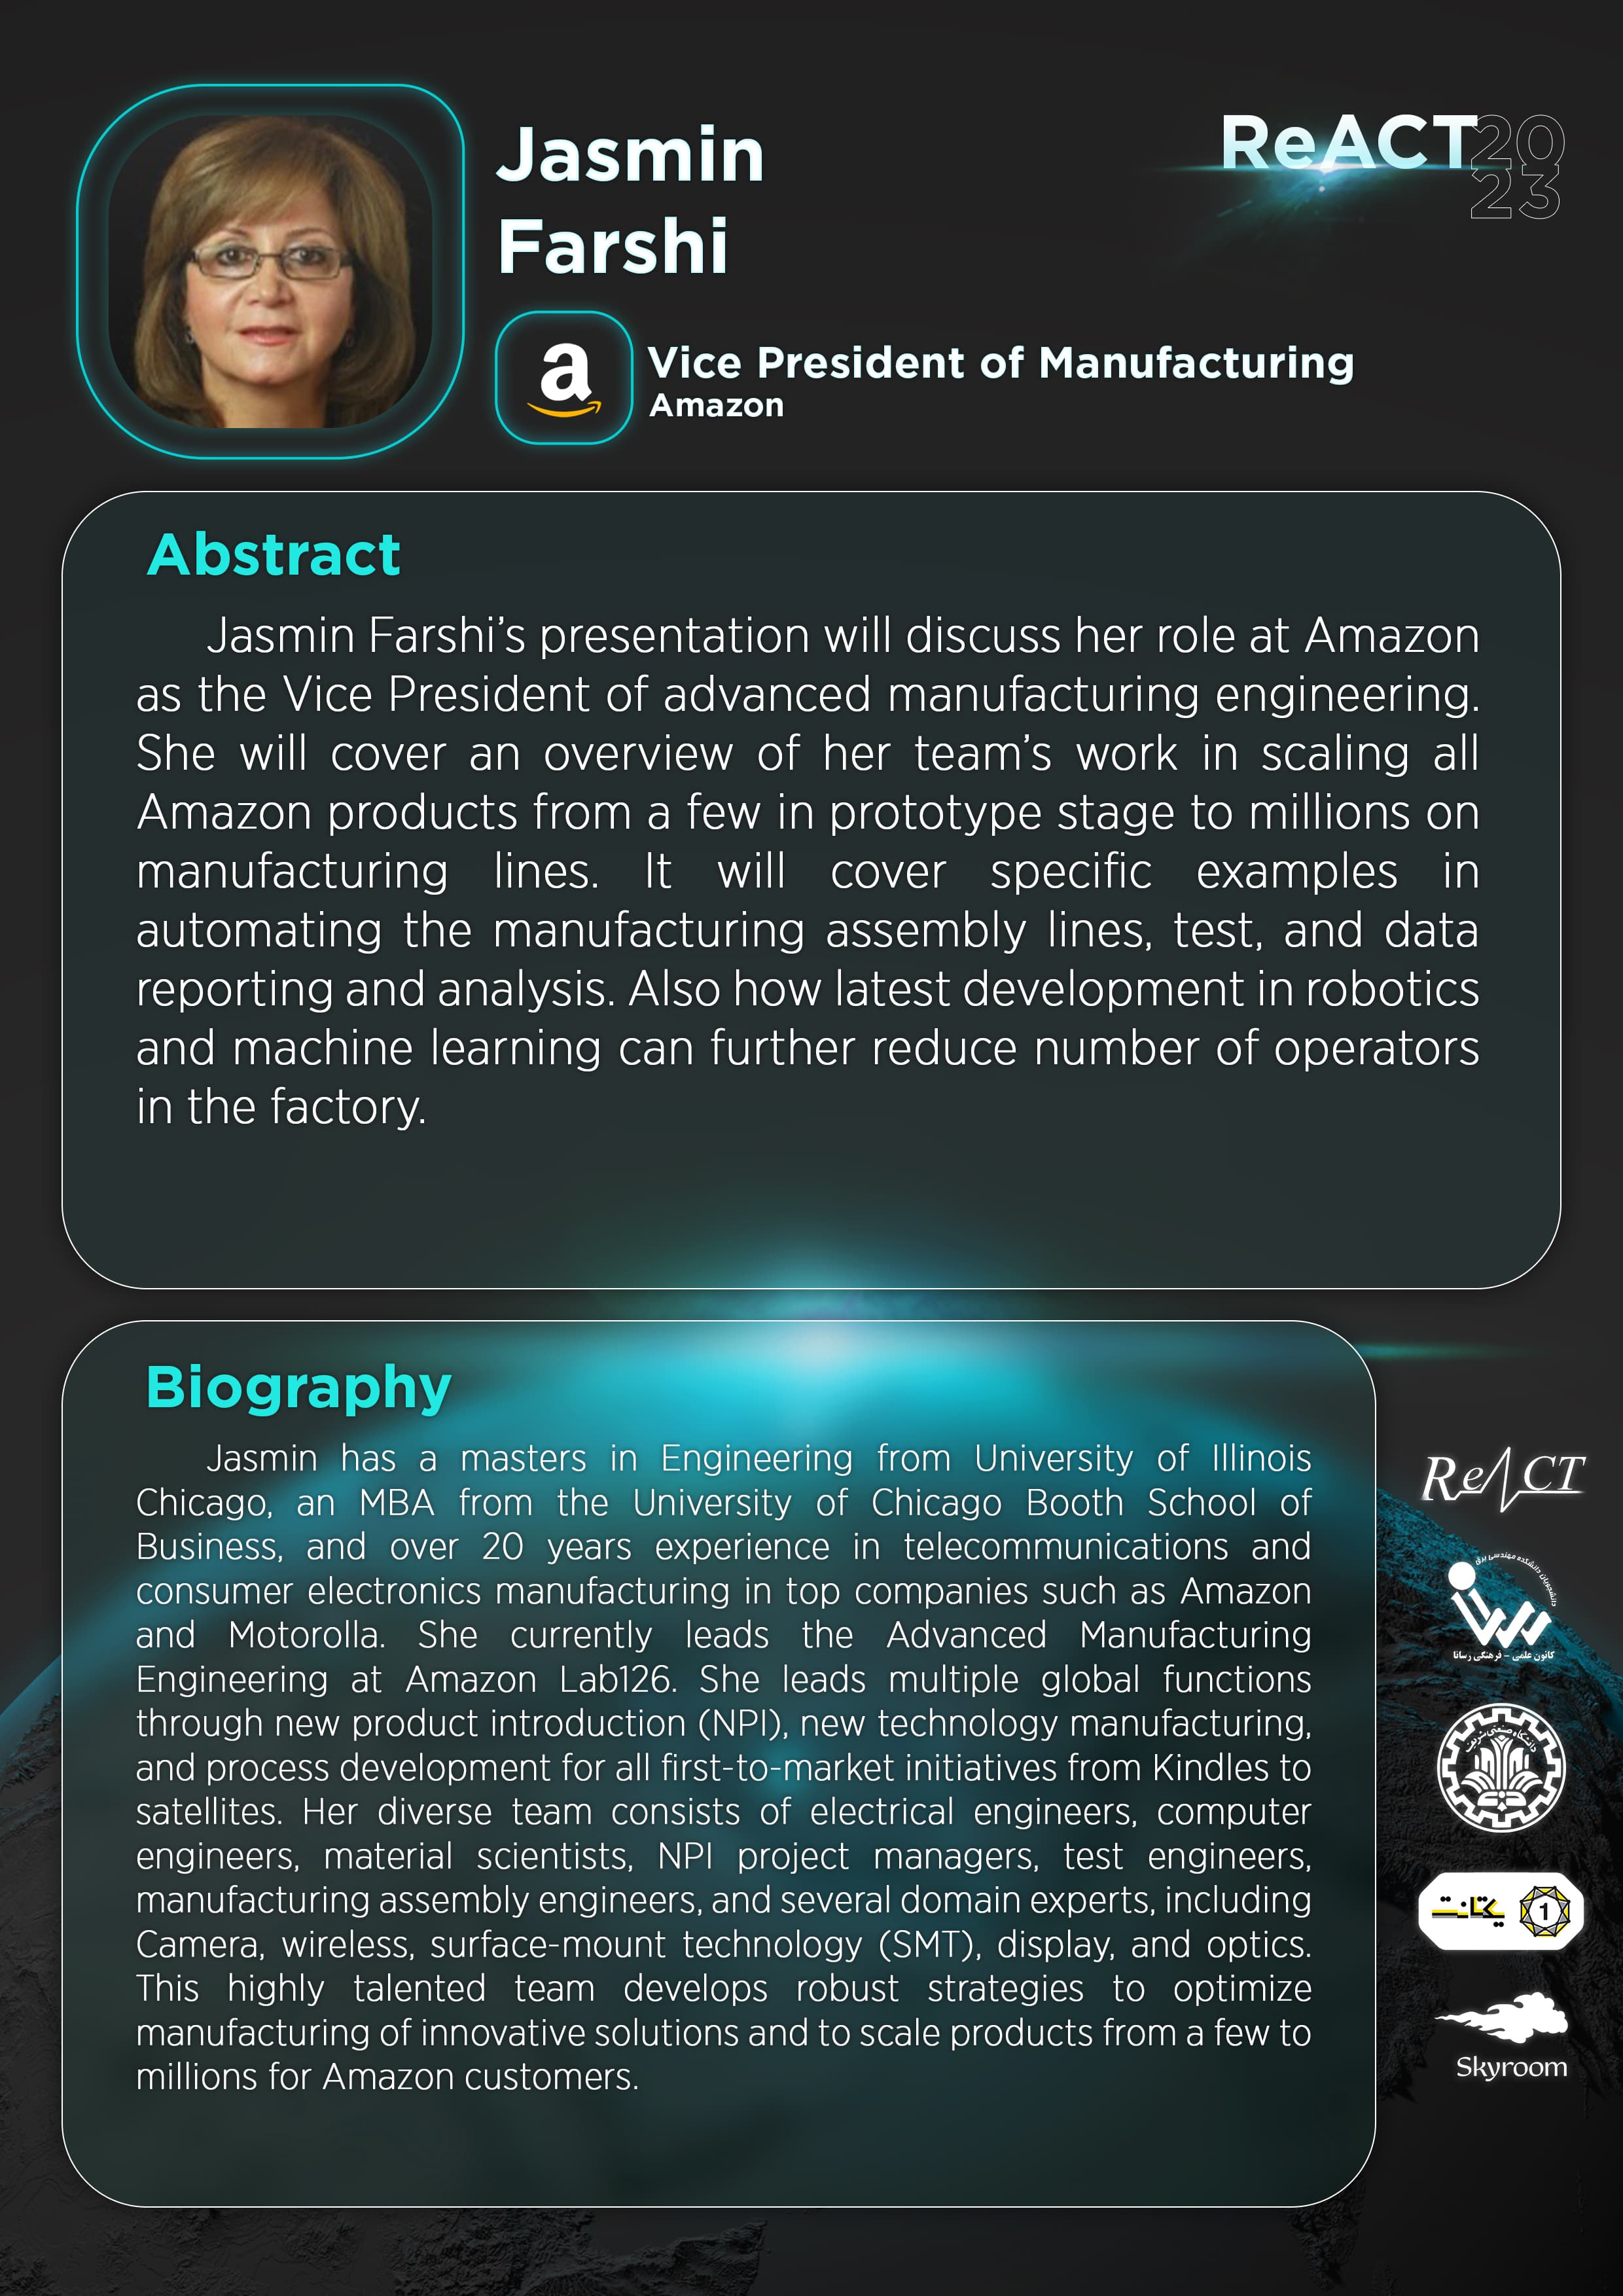 Jasmin
Farshi
ReACT
20
23
a
Vice President of Manufacturing
Amazon
Abstract
Jasmin Farshi’s presentation will discuss her role at Amazon
as the Vice President of advanced manufacturing engineering.
She will cover an overview of her team’s work in scaling all
Amazon products from a few in prototype stage to millions on
manufacturing lines. It will cover specific examples in
automating the manufacturing assembly lines, test, and data
reporting and analysis. Also how latest development in robotics
and machine learning can further reduce number of operators
in the factory.
Biography
Jasmin has a masters in Engineering from University of Illinois
Chicago, an MBA from the University of Chicago Booth School of
Business, and over 20 years experience in telecommunications and
consumer electronics manufacturing in top companies such as Amazon
and Motorolla. She currently leads the Advanced Manufacturing
Engineering at Amazon Lab126. She leads multiple global functions
through new product introduction (NPI), new technology manufacturing,
and process development for all first-to-market initiatives from Kindles to
satellites. Her diverse team consists of electrical engineers, computer
engineers, material scientists, NPI project managers, test engineers,
manufacturing assembly engineers, and several domain experts, including
Camera, wireless, surface-mount technology (SMT), display, and optics.
This highly talented team develops robust strategies to optimize
manufacturing of innovative solutions and to scale products from a few to
millions for Amazon customers.
ReACT
دانشجویان دانشکده مهندسی برق
کانون علمی - فرهنگی رسانا
دانشگاه صنعتی شریف
یکتانت
1
Skyroom